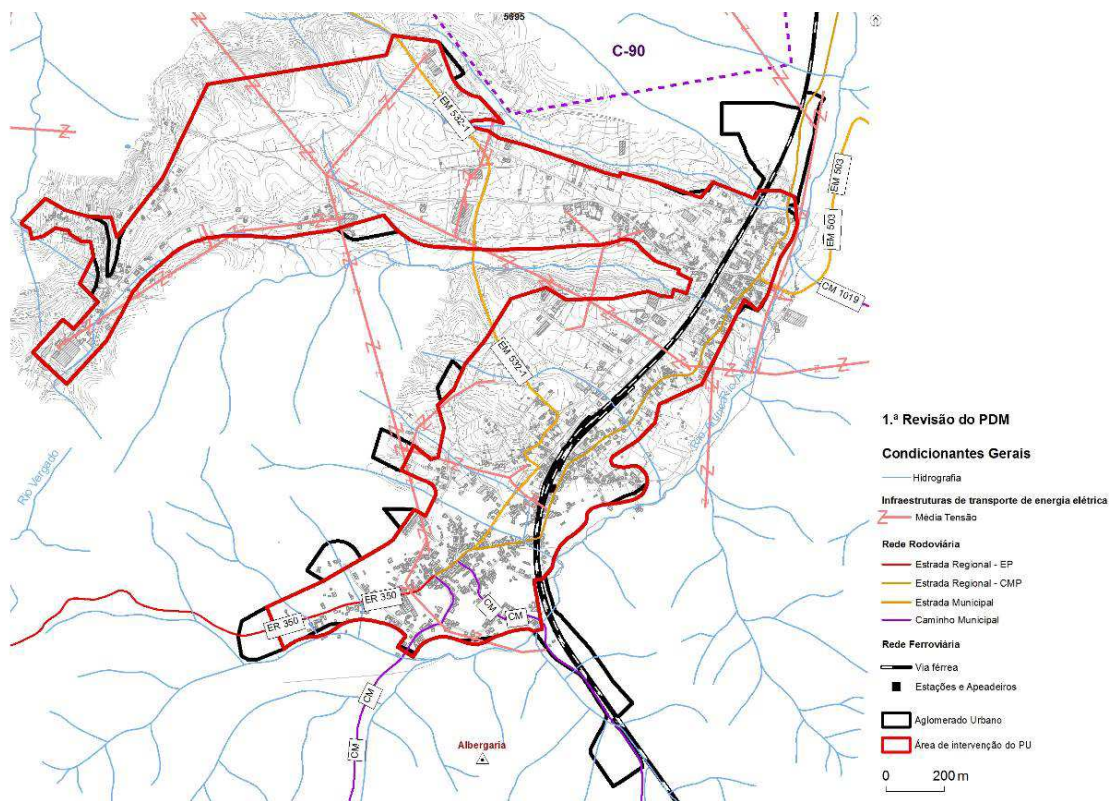 5695
C-90
EM 532-1
EM 503
EM 503
CM 1019
EM 532-1
Rio Vergado
ER 350
ER 350
CM
CM
CM
CM
Albergaria
1.ª Revisão do PDM
Condicionantes Gerais
Hidrografia
Infraestruturas de transporte de energia elétrica
Média Tensão
Rede Rodoviária
Estrada Regional - EP
Estrada Regional - CMP
Estrada Municipal
Caminho Municipal
Rede Ferroviária
Via férrea
Estações e Apeadeiros
Aglomerado Urbano
Área de intervenção do PU
0 200 m